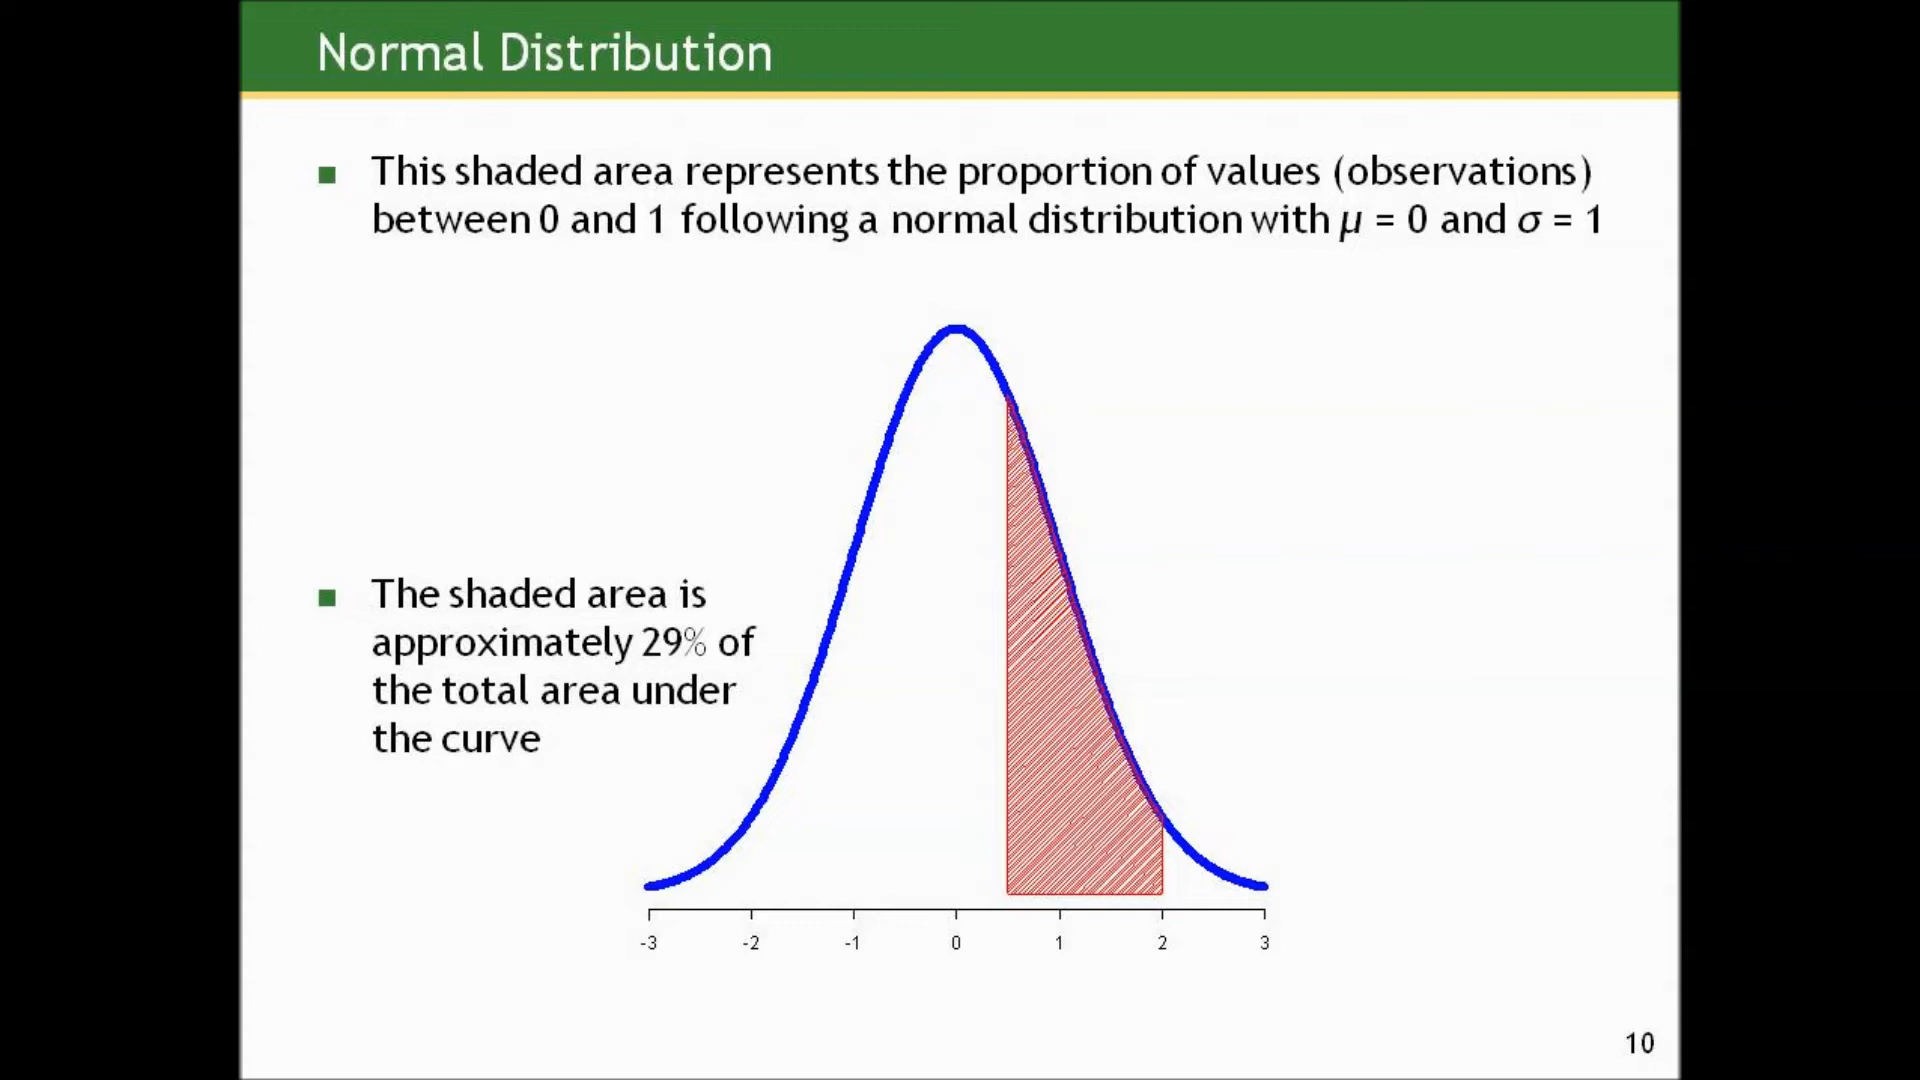 Normal Distribution
This shaded area represents the proportion of values (observations)
between 0 and 1 following a normal distribution with μ = 0 and σ = 1
The shaded area is
approximately 29% of
the total area under
the curve
-3 -2 -1 0 1 2 3
10